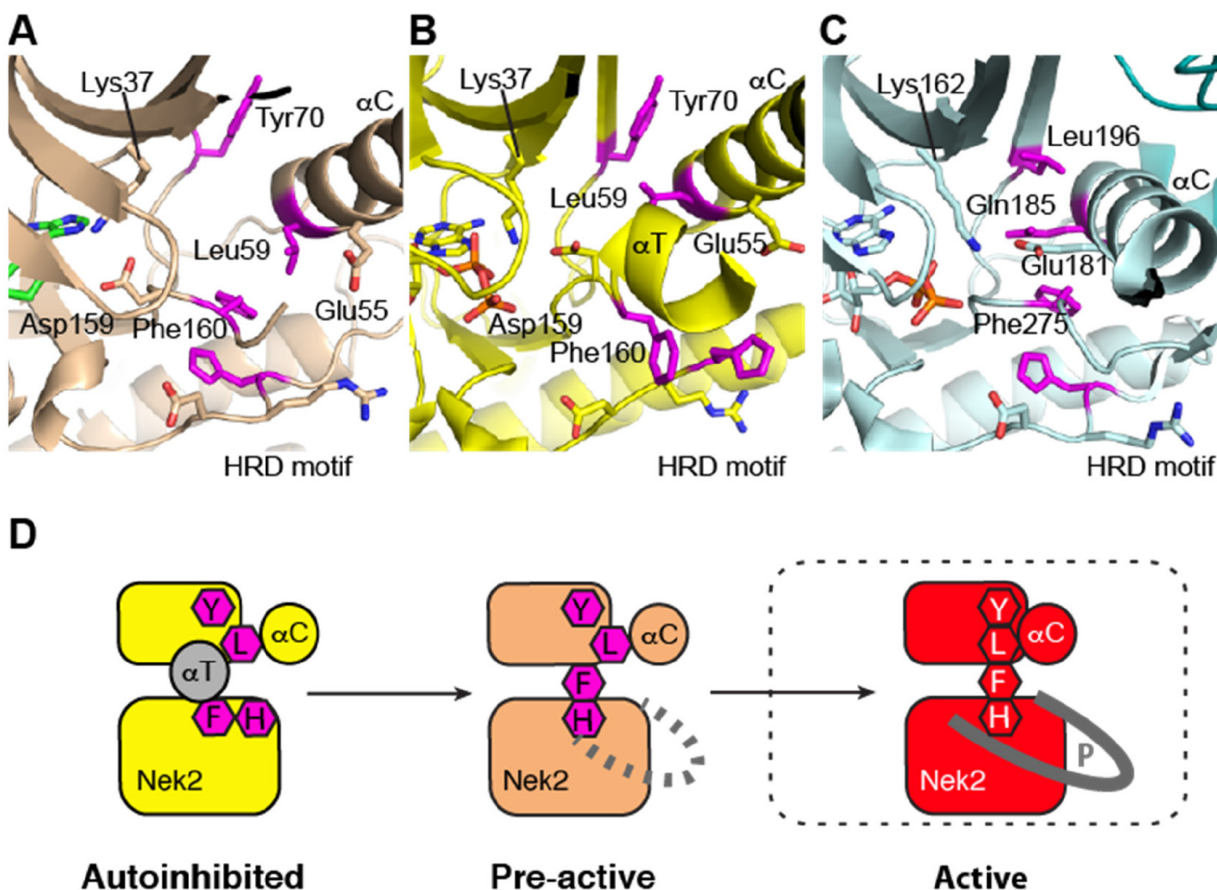 A
Lys37
Tyr70
αC
Leu59
Asp159
Phe160
Glu55
HRD motif
B
Lys37
Tyr70
αC
Leu59
αT
Glu55
Asp159
Phe160
HRD motif
C
Lys162
Leu196
αC
Gln185
Glu181
Phe275
HRD motif
D
Y
L
αC
αT
F
H
Nek2
Autoinhibited
Y
L
αC
F
H
Nek2
Pre-active
Y
L
αC
F
H
P
Nek2
Active